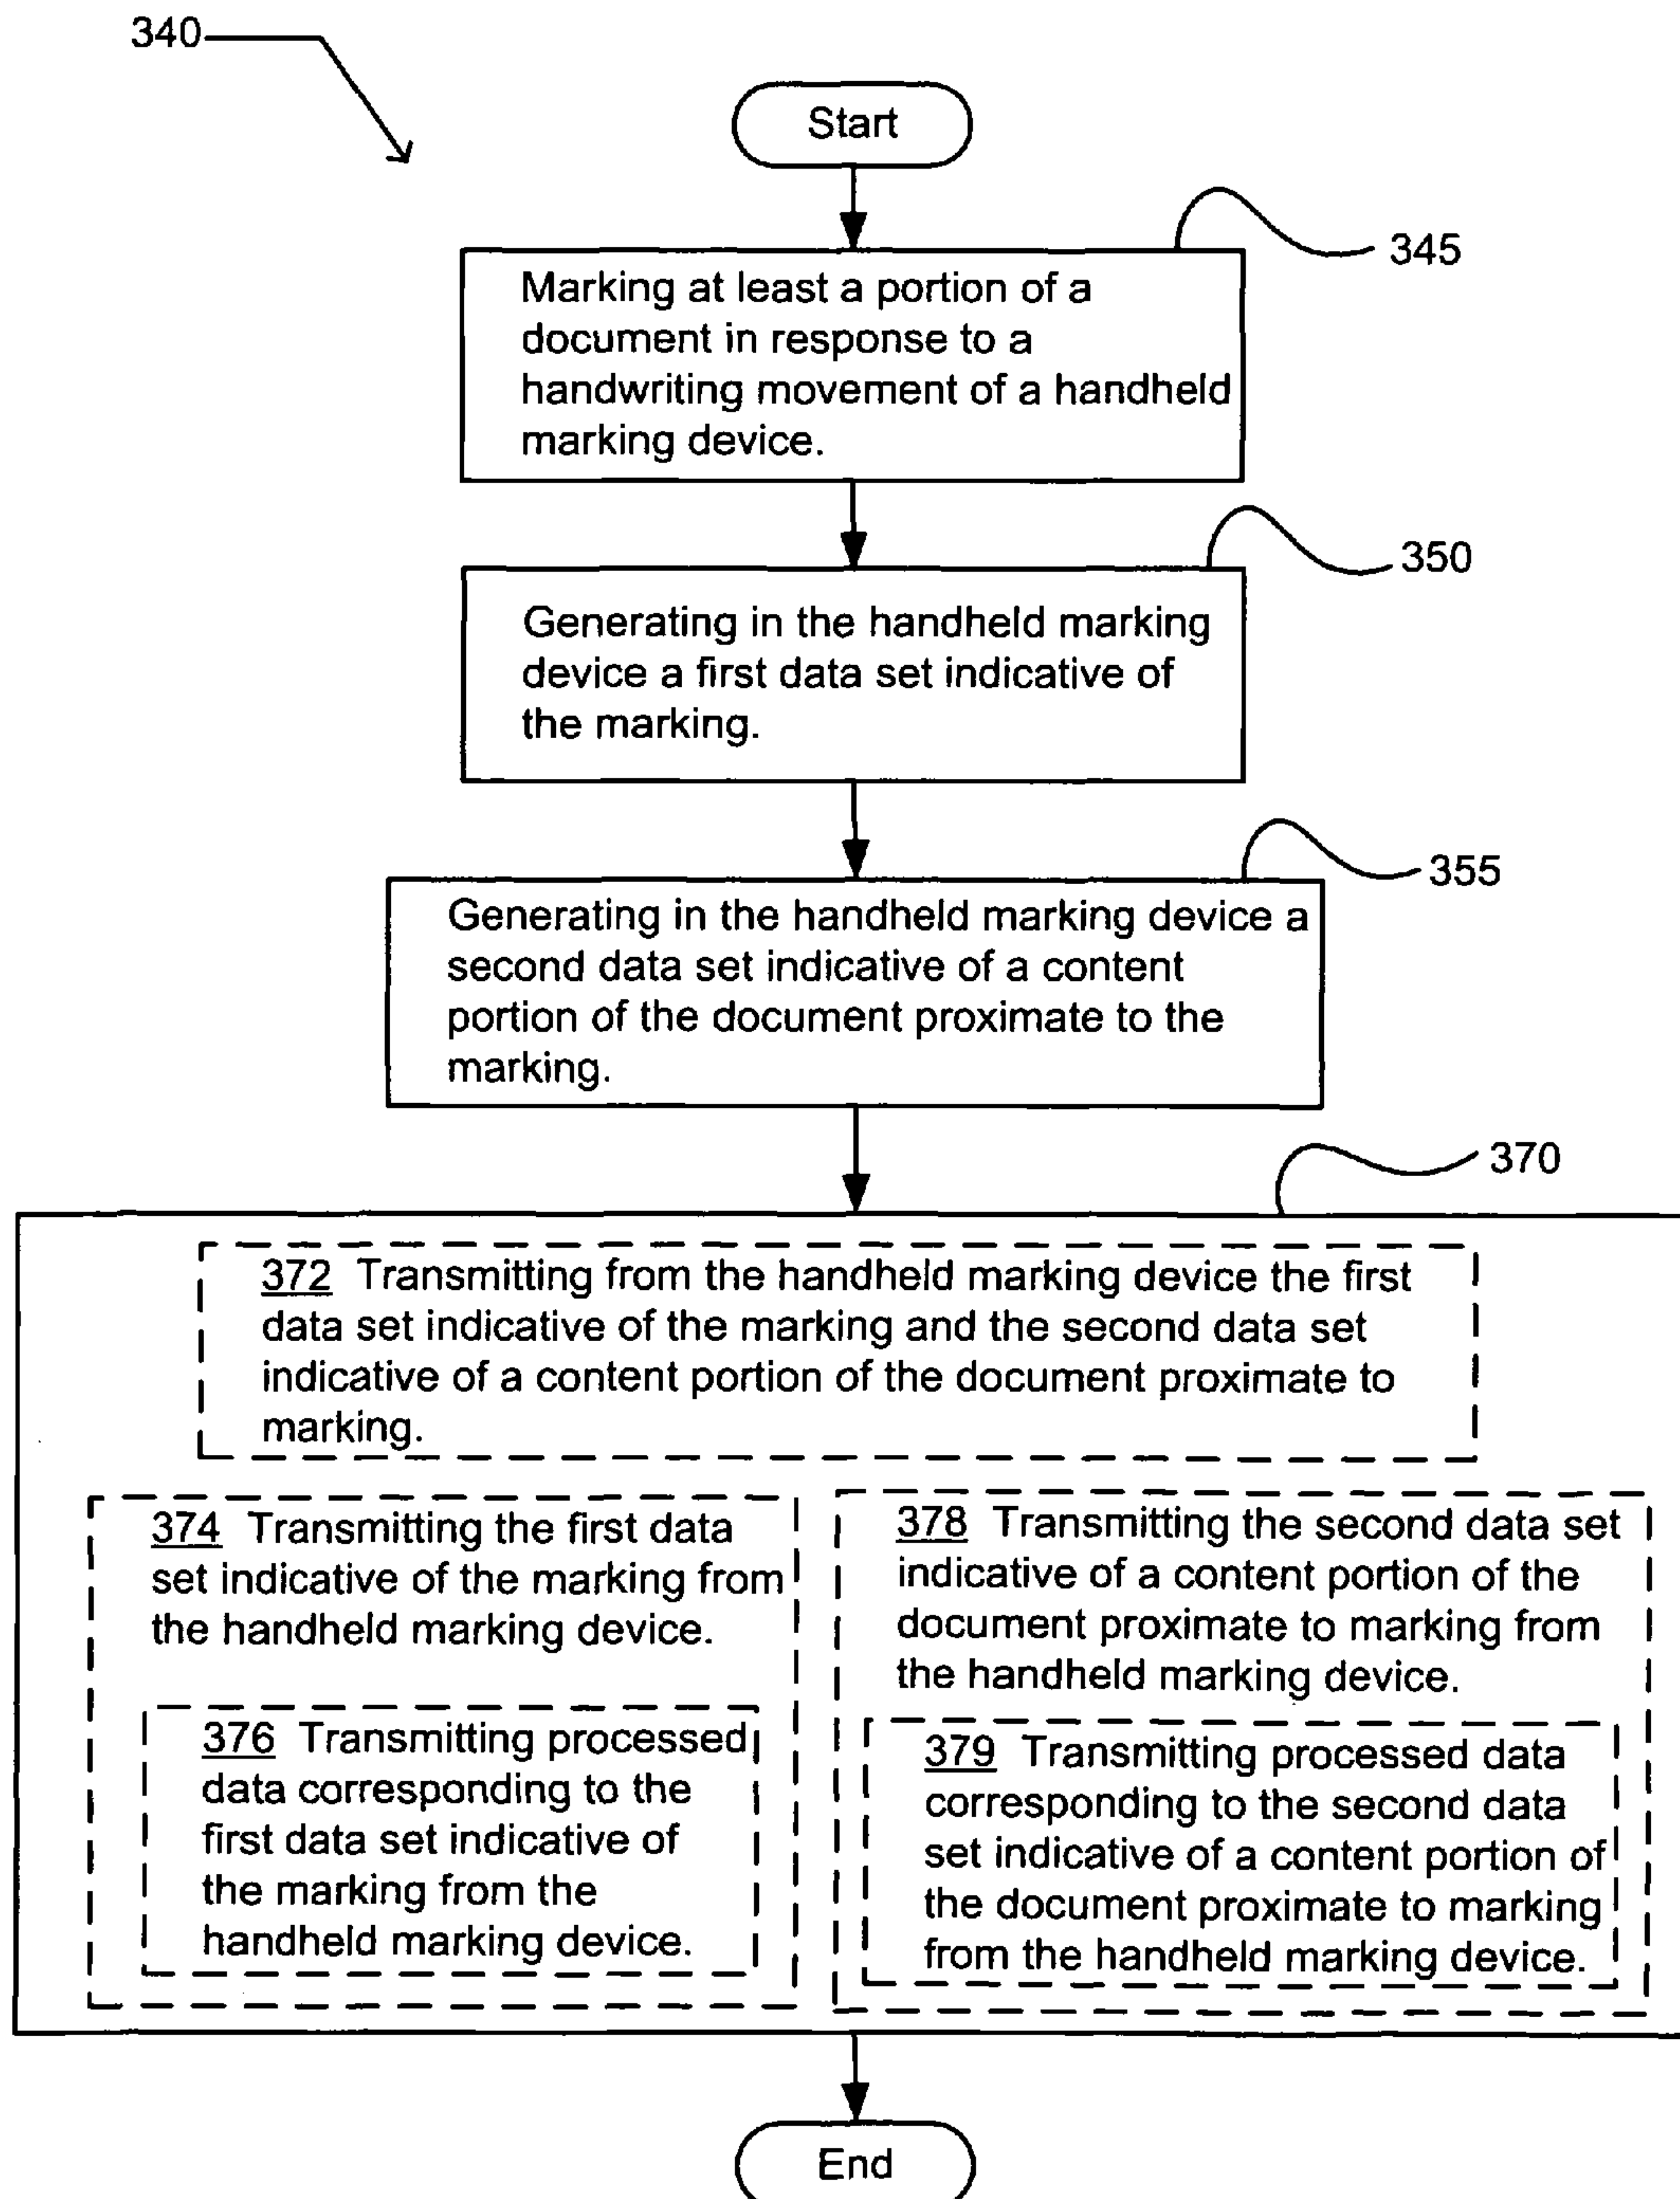 340
Start
345
Marking at least a portion of a
document in response to a
handwriting movement of a handheld
marking device.
350
Generating in the handheld marking
device a first data set indicative of
the marking.
355
Generating in the handheld marking device a
second data set indicative of a content
portion of the document proximate to the
marking.
370
372 Transmitting from the handheld marking device the first
data set indicative of the marking and the second data set
indicative of a content portion of the document proximate to
marking.
374 Transmitting the first data
set indicative of the marking from
the handheld marking device.
376 Transmitting processed
data corresponding to the
first data set indicative of
the marking from the
handheld marking device.
378 Transmitting the second data set
indicative of a content portion of the
document proximate to marking from
the handheld marking device.
379 Transmitting processed data
corresponding to the second data
set indicative of a content portion of
the document proximate to marking
from the handheld marking device.
End